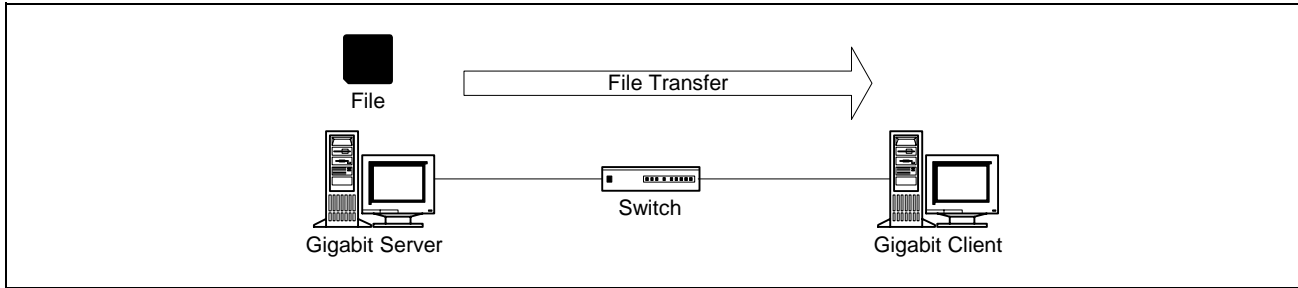 File Transfer
File
Switch
Gigabit Server
Gigabit Client